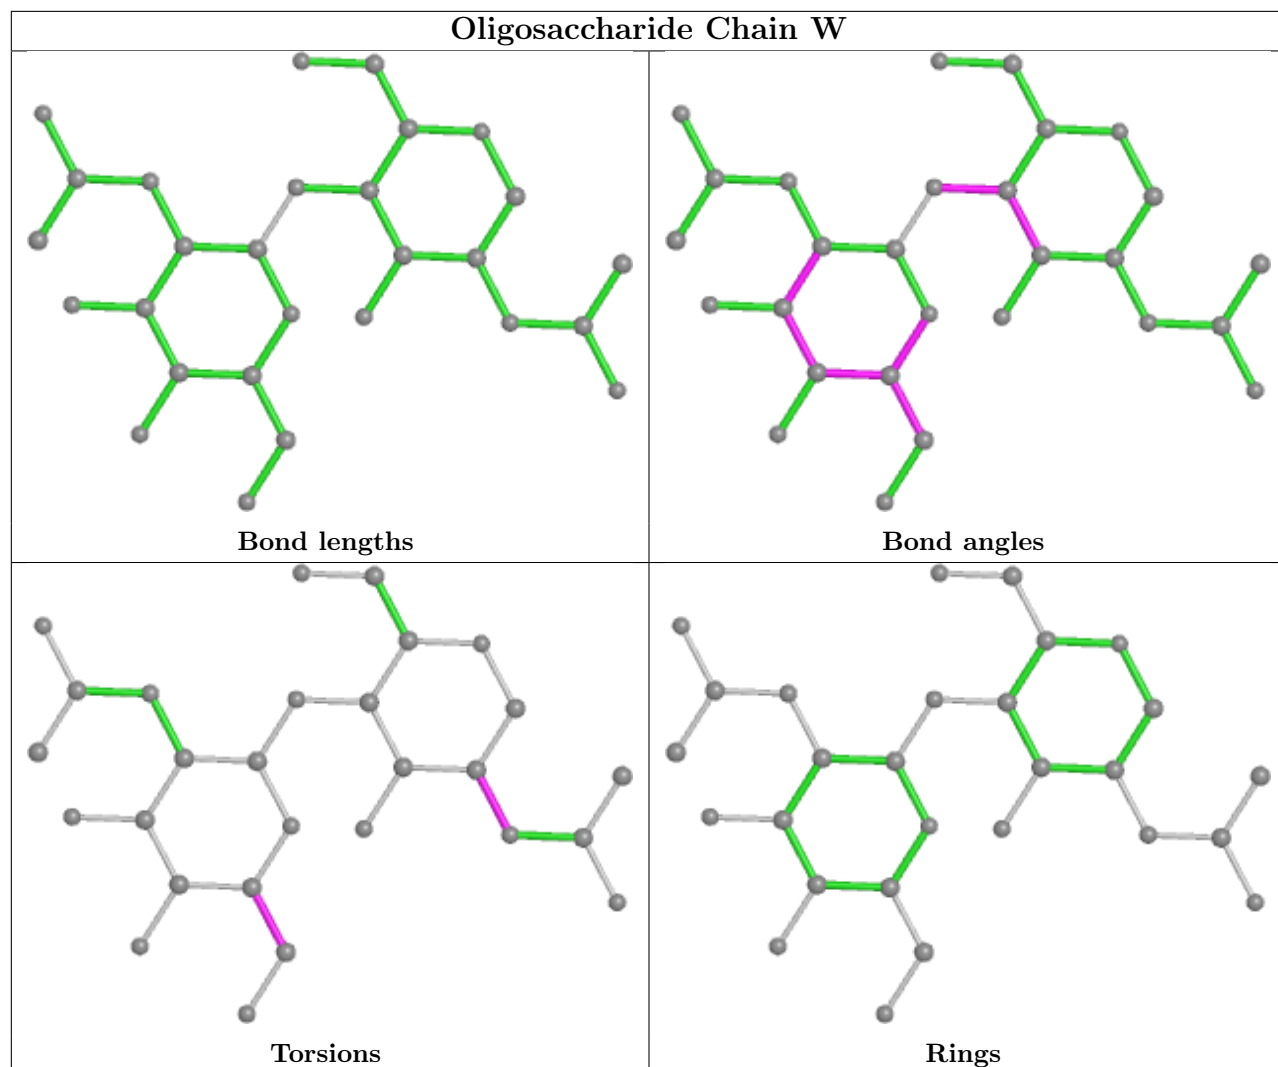 Oligosaccharide Chain W
Bond lengths
Bond angles
Torsions
Rings